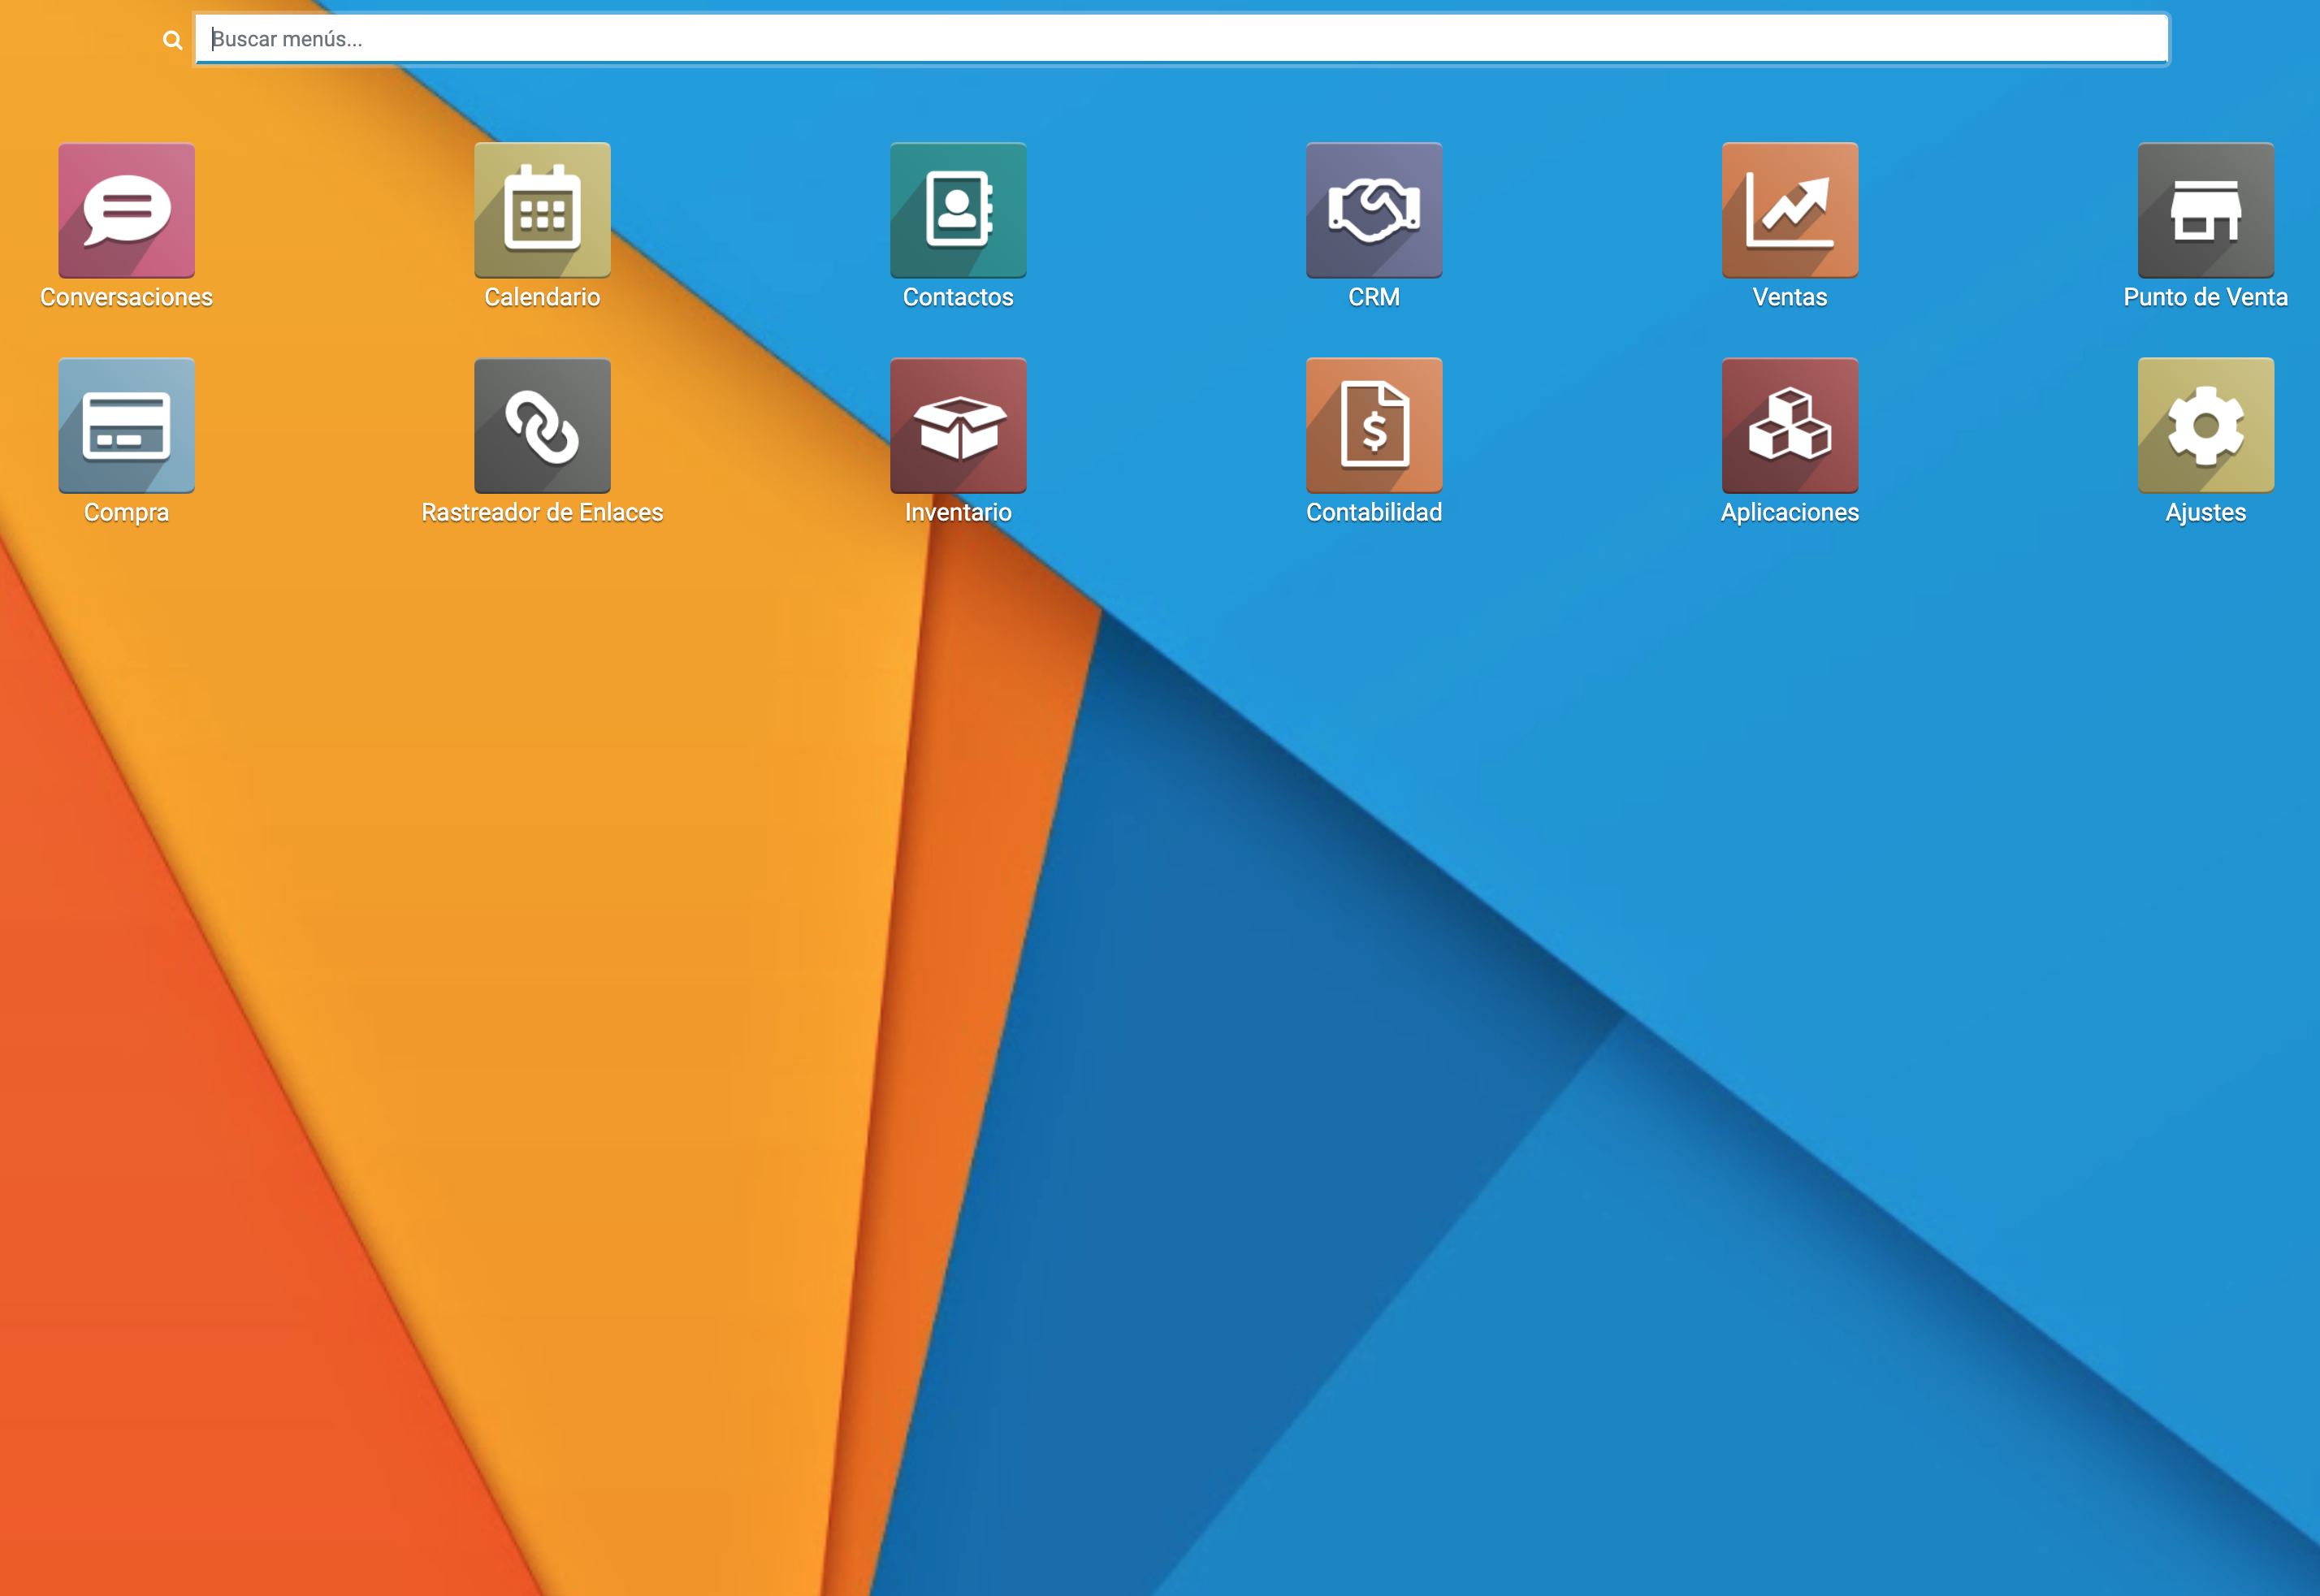 Buscar menús...
Conversaciones
Calendario
Contactos
CRM
Ventas
Punto de Venta
Compra
Rastreador de Enlaces
Inventario
Contabilidad
Aplicaciones
Ajustes